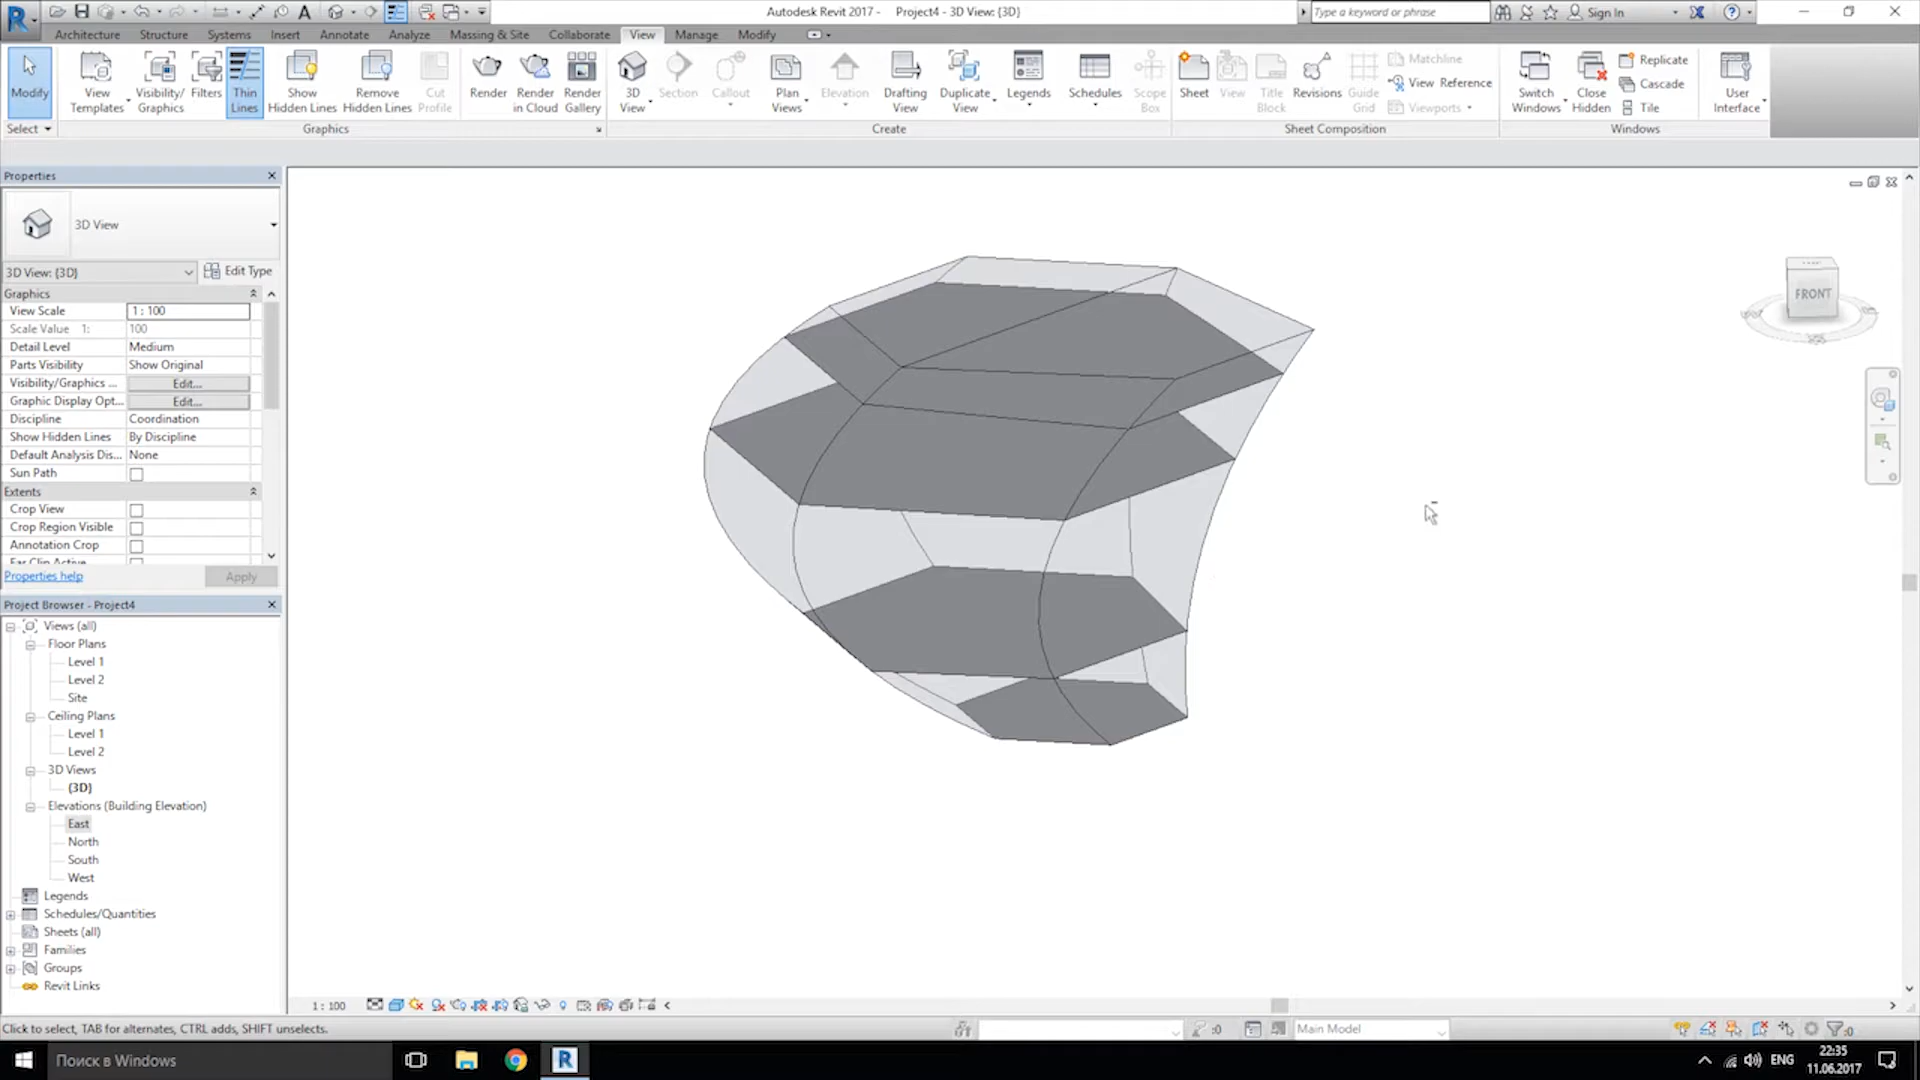 Autodesk Revit 2017 - Project4 - 3D View: {3D}
Type a keyword or phrase
Sign In
Architecture Structure Systems Insert Annotate Analyze Massing & Site Collaborate View Manage Modify
Modify
View Templates
Visibility/ Graphics
Filters
Thin Lines
Show Hidden Lines
Remove Hidden Lines
Cut Profile
Render
Render in Cloud
Render Gallery
3D View
Section
Callout
Plan Views
Elevation
Drafting View
Duplicate View
Legends
Schedules
Scope Box
Sheet
View
Title Block
Revisions
Guide Grid
Matchline
View Reference
Viewports
Switch Windows
Close Hidden
Replicate
Cascade
Tile
User Interface
Select
Graphics
Create
Sheet Composition
Windows
Properties
3D View
3D View: {3D}
Edit Type
Graphics
View Scale 1 : 100
Scale Value 1: 100
Detail Level Medium
Parts Visibility Show Original
Visibility/Graphics ... Edit...
Graphic Display Opt... Edit...
Discipline Coordination
Show Hidden Lines By Discipline
Default Analysis Dis... None
Sun Path
Extents
Crop View
Crop Region Visible
Annotation Crop
Far Clip Active
Properties help
Apply
Project Browser - Project4
Views (all)
Floor Plans
Level 1
Level 2
Site
Ceiling Plans
Level 1
Level 2
3D Views
{3D}
Elevations (Building Elevation)
East
North
South
West
Legends
Schedules/Quantities
Sheets (all)
Families
Groups
Revit Links
FRONT
1 : 100
Click to select, TAB for alternates, CTRL adds, SHIFT unselects.
:0
Main Model
:0
Поиск в Windows
ENG
22:35
11.06.2017